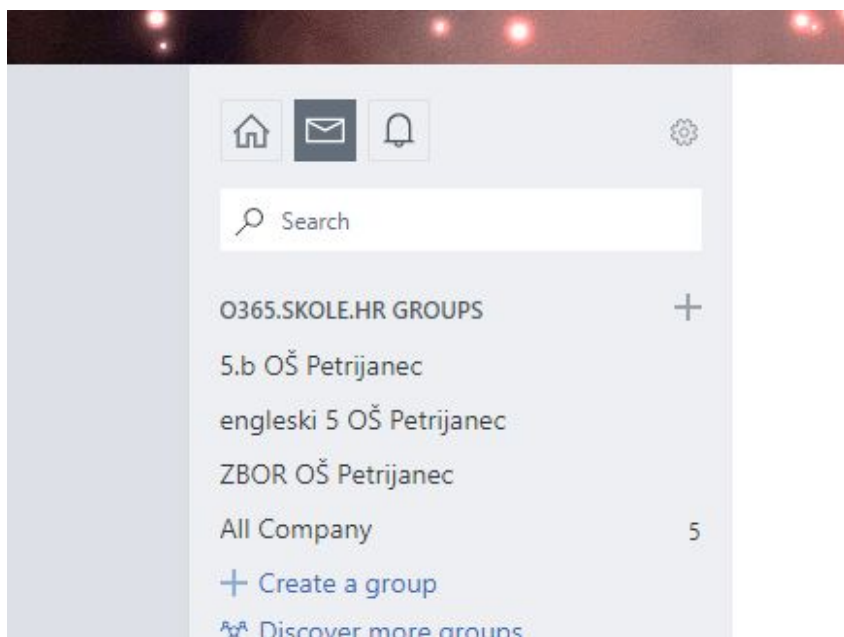 Search
O365.SKOLE.HR GROUPS
5.b OŠ Petrijanec
engleski 5 OŠ Petrijanec
ZBOR OŠ Petrijanec
All Company 5
+ Create a group
Discover more groups